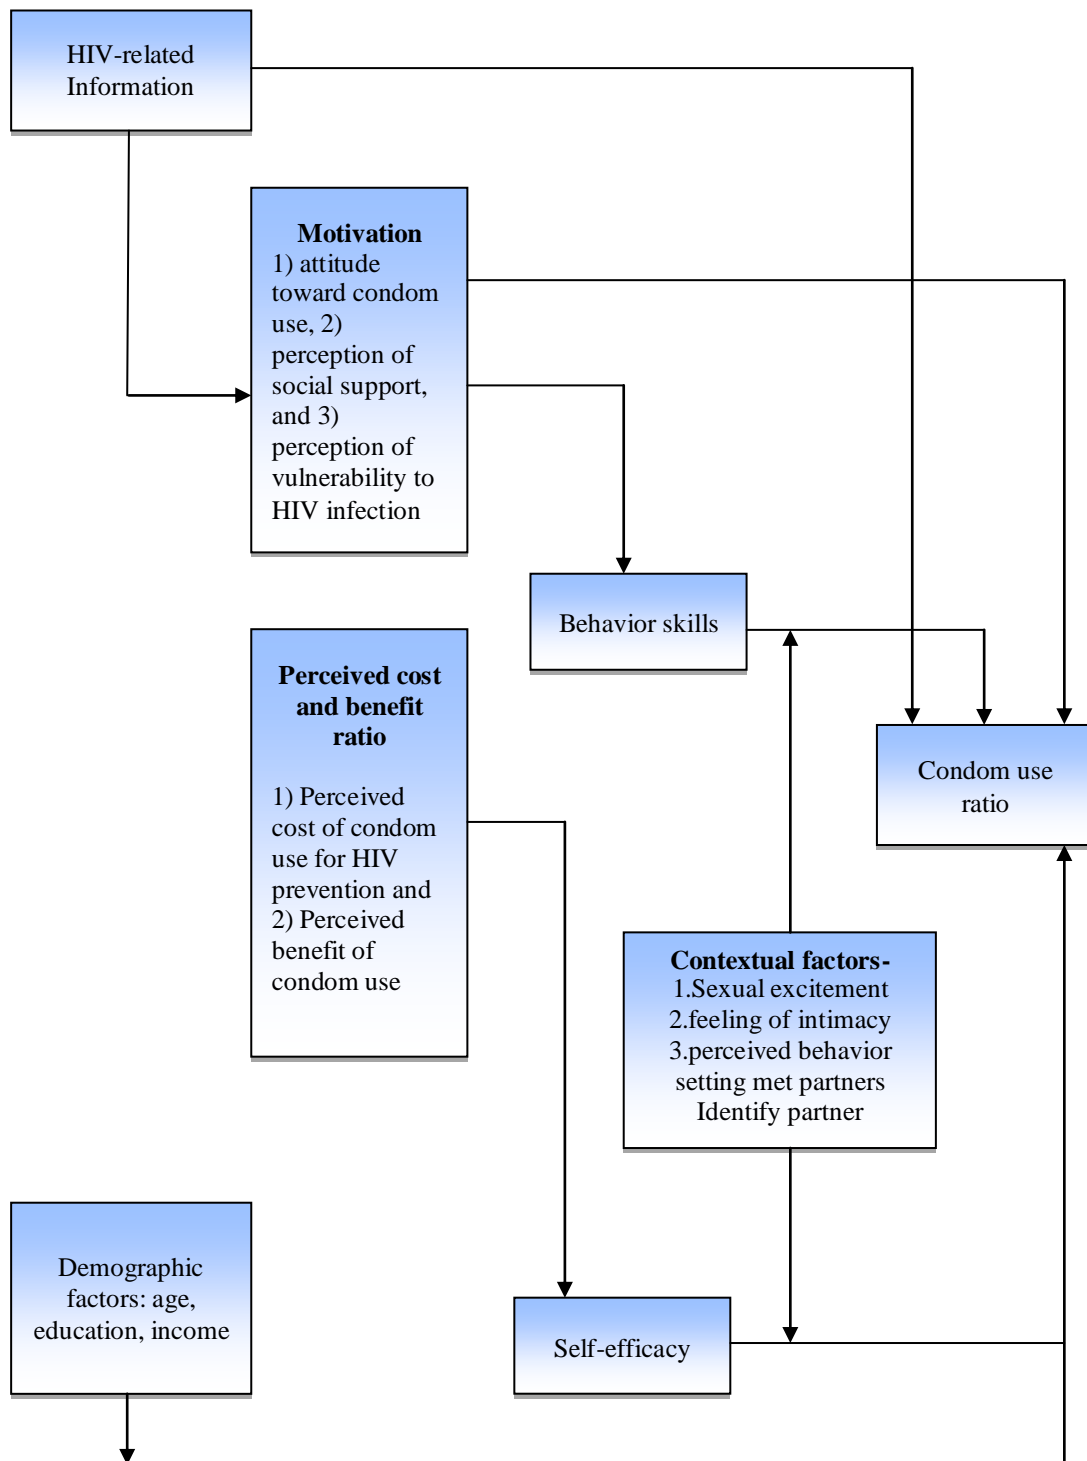 HIV-related
Information
Motivation
1) attitude
toward condom
use, 2)
perception of
social support,
and 3)
perception of
vulnerability to
HIV infection
Behavior skills
Perceived cost
and benefit
ratio
1) Perceived
cost of condom
use for HIV
prevention and
2) Perceived
benefit of
condom use
Condom use
ratio
Contextual factors-
1.Sexual excitement
2.feeling of intimacy
3.perceived behavior
setting met partners
Identify partner
Demographic
factors: age,
education, income
Self-efficacy